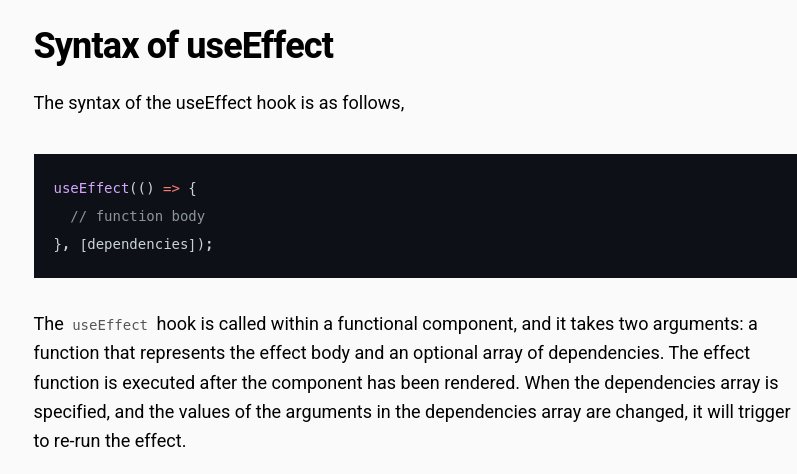 Syntax of useEffect
The syntax of the useEffect hook is as follows,
useEffect(() => {
  // function body
}, [dependencies]);
The useEffect hook is called within a functional component, and it takes two arguments: a
function that represents the effect body and an optional array of dependencies. The effect
function is executed after the component has been rendered. When the dependencies array is
specified, and the values of the arguments in the dependencies array are changed, it will trigger
to re-run the effect.